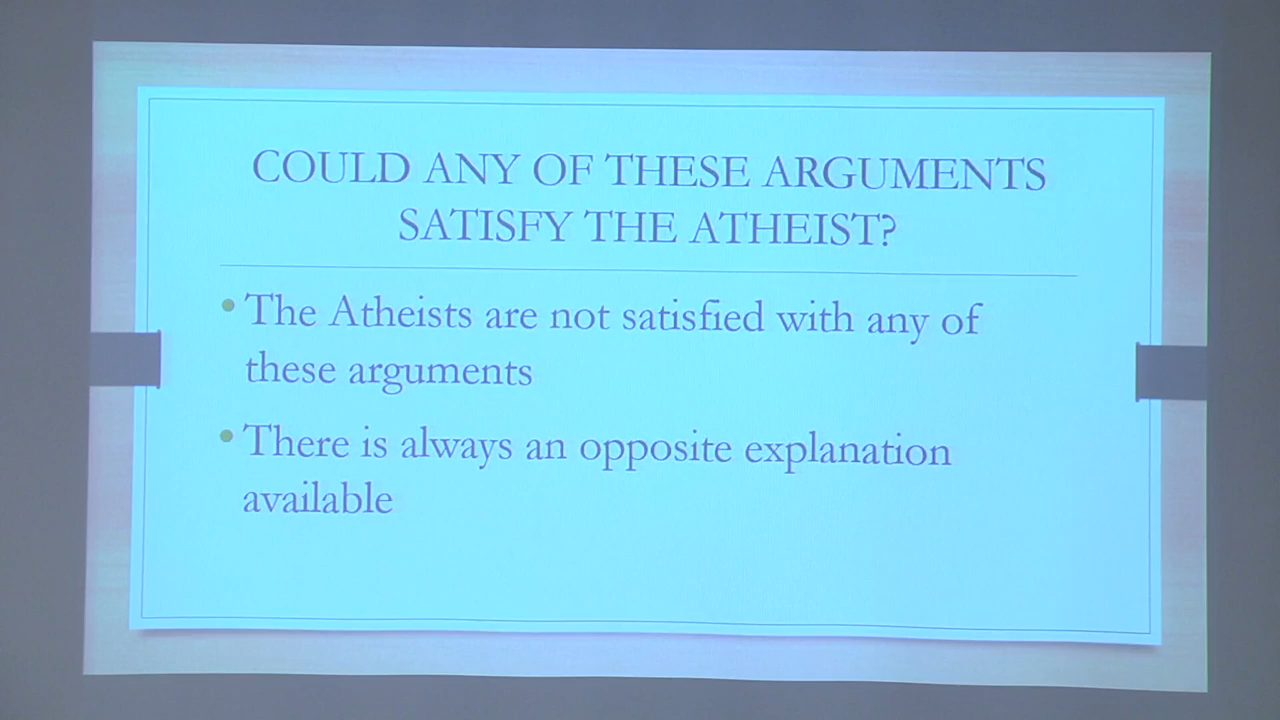 COULD ANY OF THESE ARGUMENTS
SATISFY THE ATHEIST?
• The Atheists are not satisfied with any of
these arguments
• There is always an opposite explanation
available